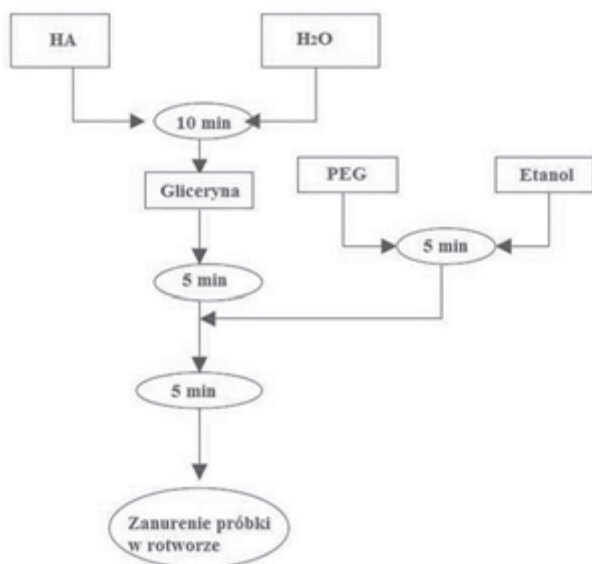 HA
H2O
10 min
Gliceryna
PEG
Etanol
5 min
5 min
5 min
Zanurenie próbki
w rotworze